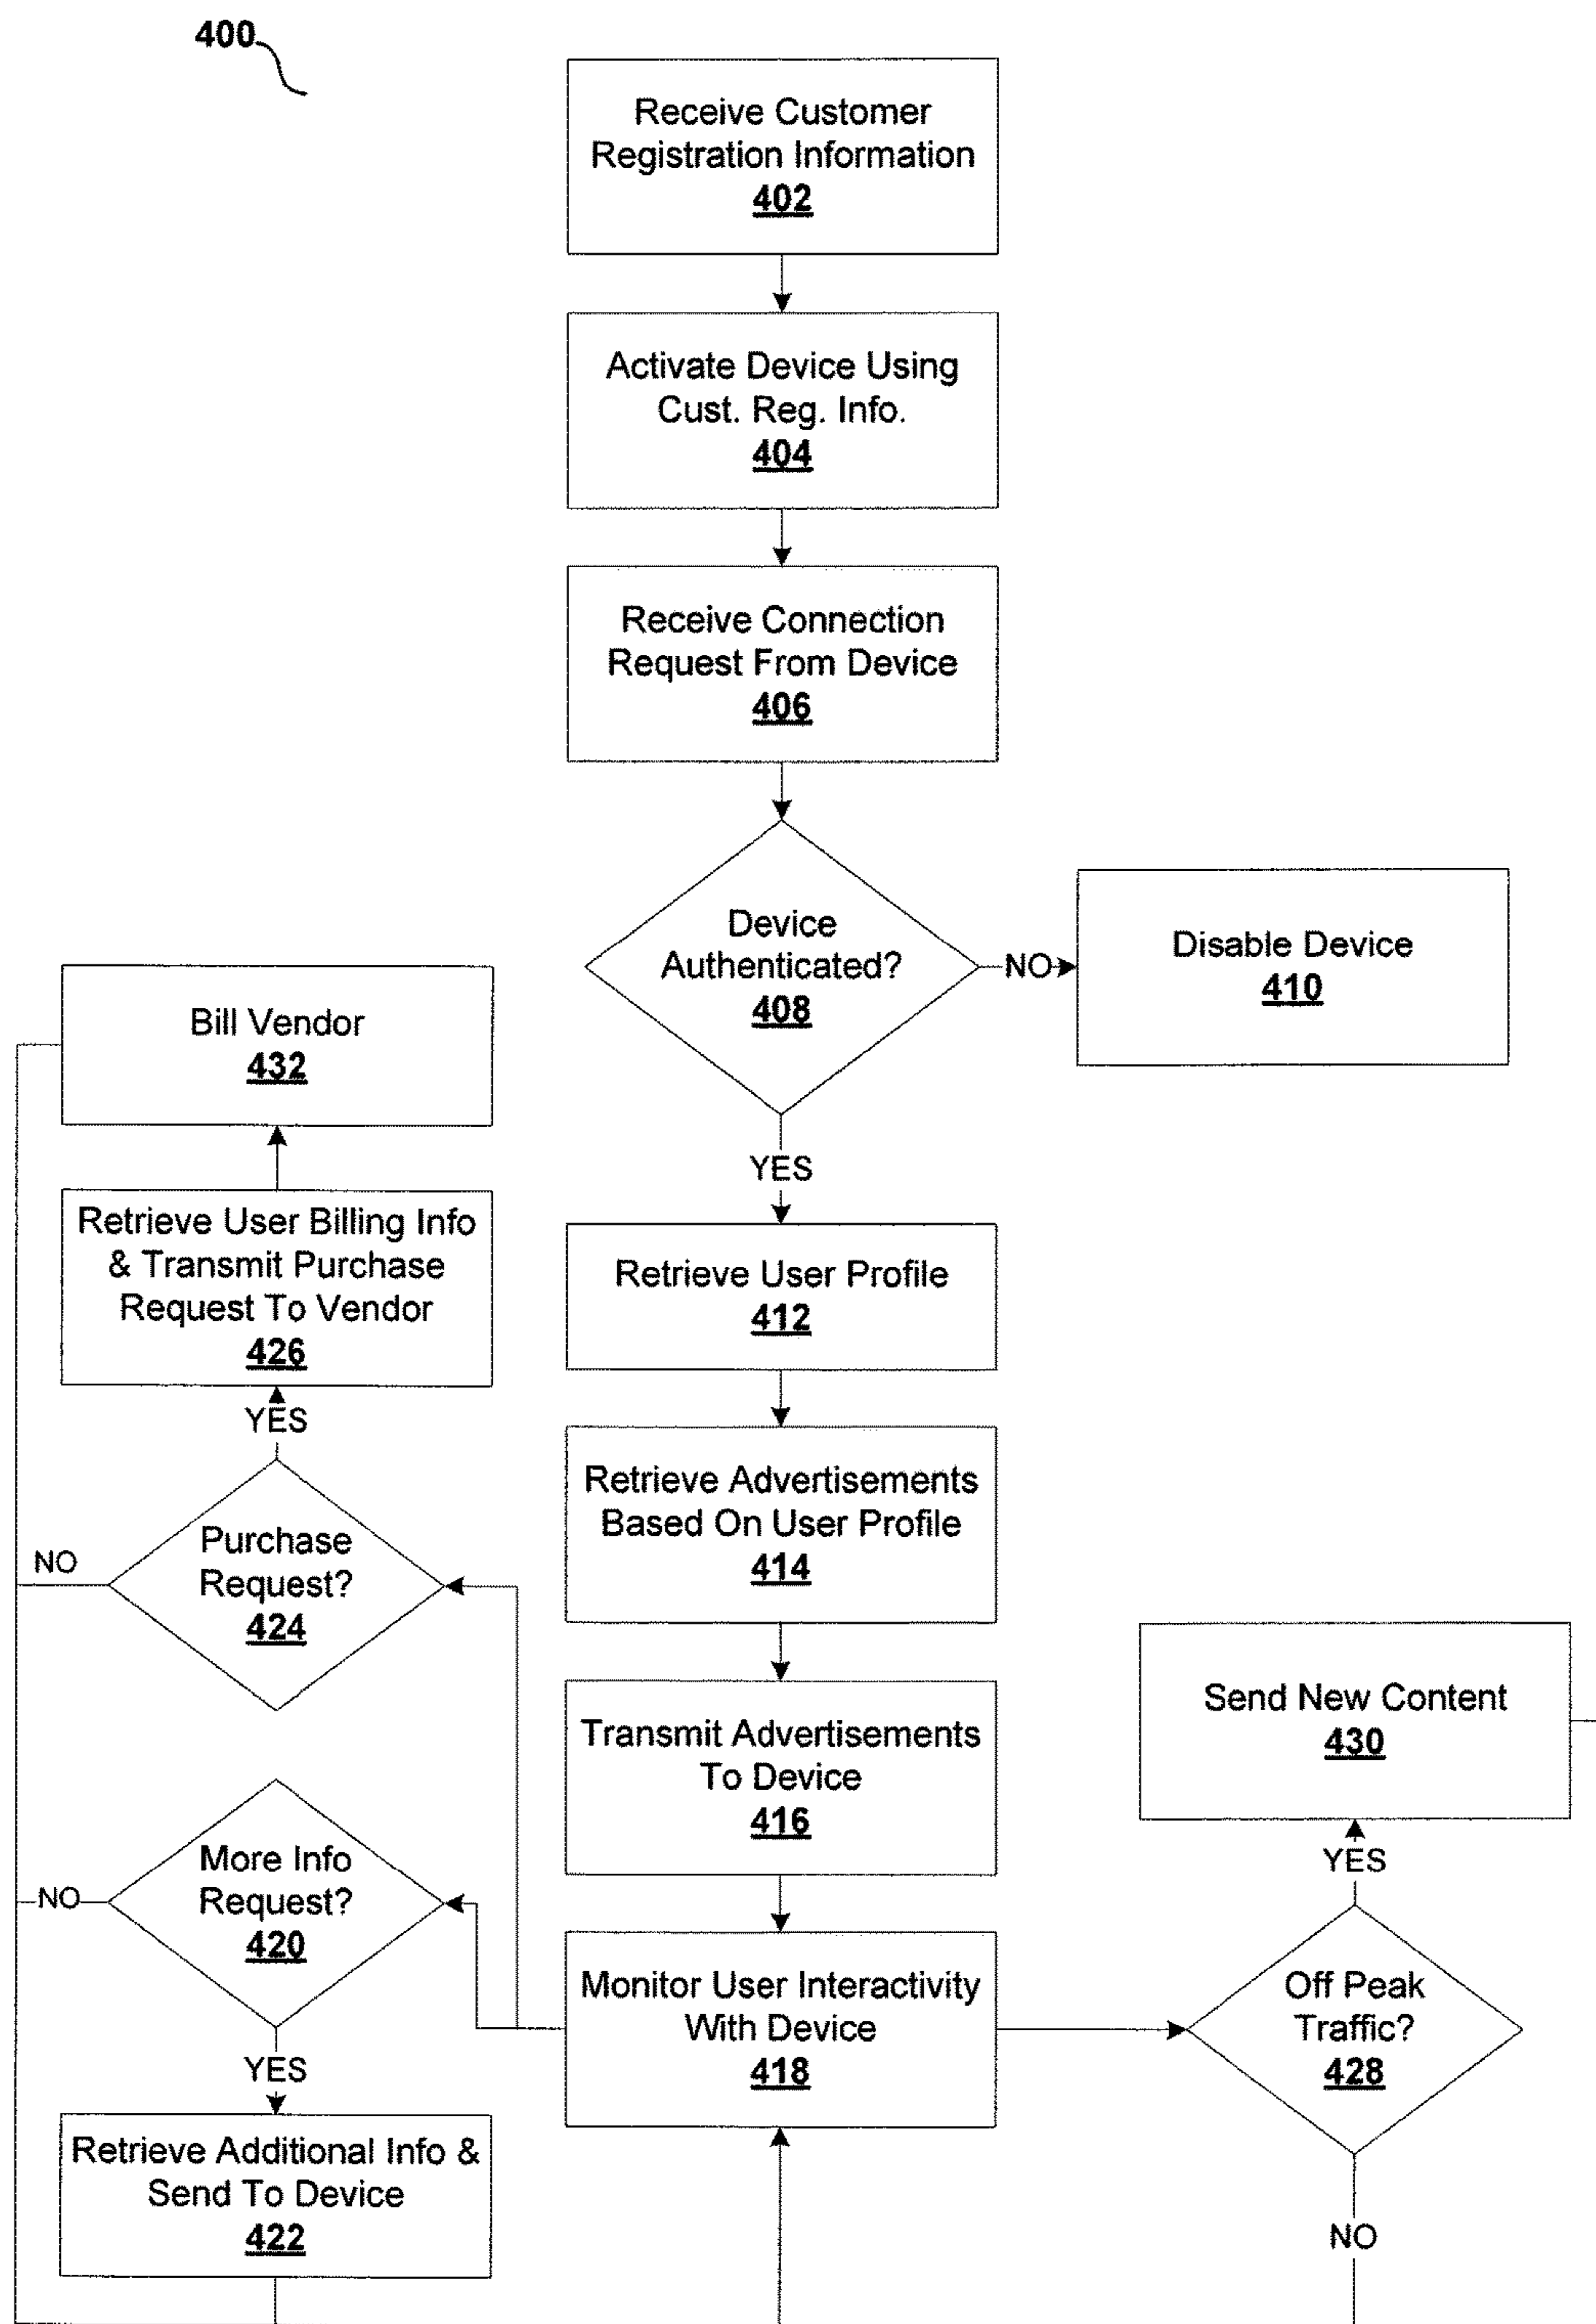 400
Receive Customer
Registration Information
402
Activate Device Using
Cust. Reg. Info.
404
Receive Connection
Request From Device
406
Device
Authenticated?
408
NO
Disable Device
410
YES
Bill Vendor
432
Retrieve User Billing Info
& Transmit Purchase
Request To Vendor
426
YES
Purchase
Request?
424
NO
Retrieve User Profile
412
Retrieve Advertisements
Based On User Profile
414
Transmit Advertisements
To Device
416
Send New Content
430
YES
More Info
Request?
420
NO
YES
Monitor User Interactivity
With Device
418
Off Peak
Traffic?
428
NO
Retrieve Additional Info &
Send To Device
422